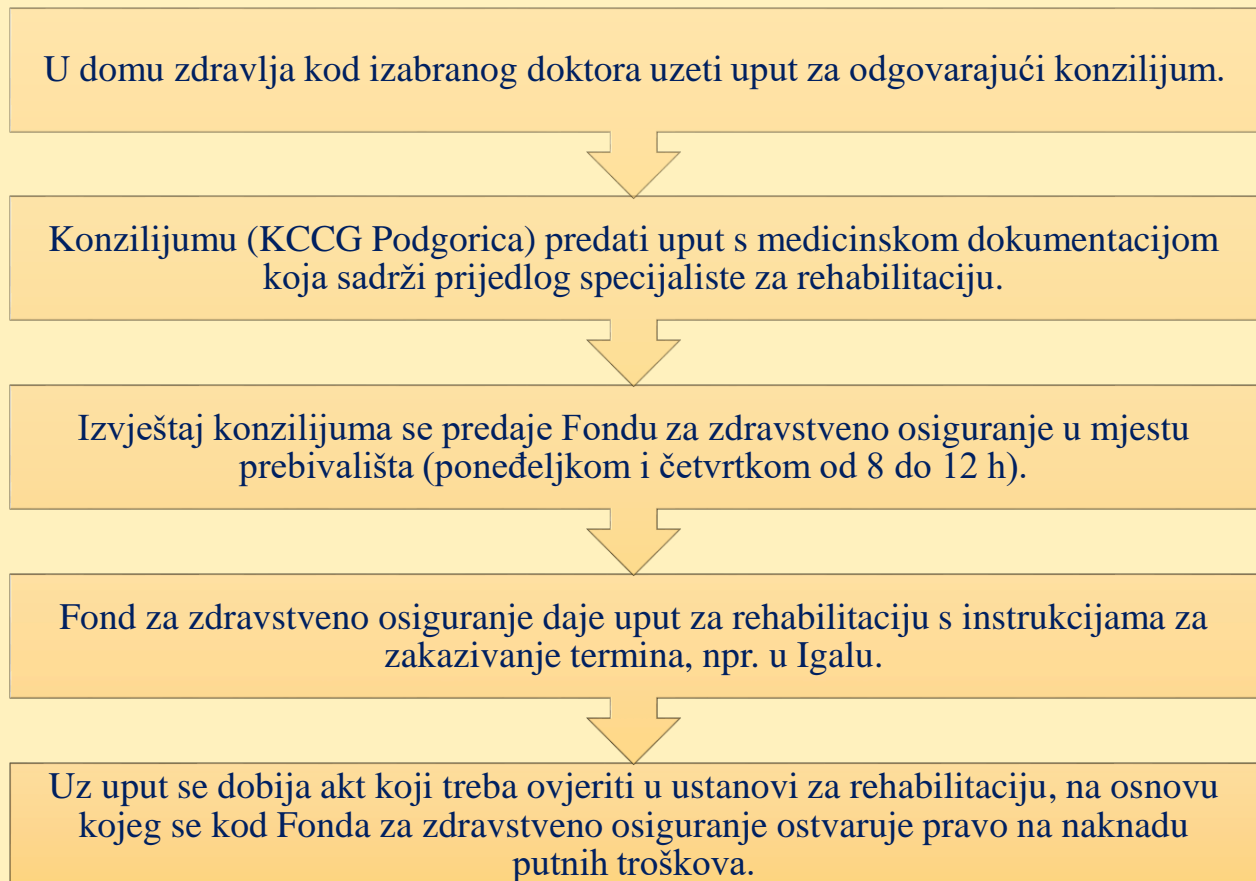 U domu zdravlja kod izabranog doktora uzeti uput za odgovarajući konzilijum.
Konzilijumu (KCCG Podgorica) predati uput s medicinskom dokumentacijom
koja sadrži prijedlog specijaliste za rehabilitaciju.
Izvještaj konzilijuma se predaje Fondu za zdravstveno osiguranje u mjestu
prebivališta (poneđeljkom i četvrtkom od 8 do 12 h).
Fond za zdravstveno osiguranje daje uput za rehabilitaciju s instrukcijama za
zakazivanje termina, npr. u Igalu.
Uz uput se dobija akt koji treba ovjeriti u ustanovi za rehabilitaciju, na osnovu
kojeg se kod Fonda za zdravstveno osiguranje ostvaruje pravo na naknadu
putnih troškova.